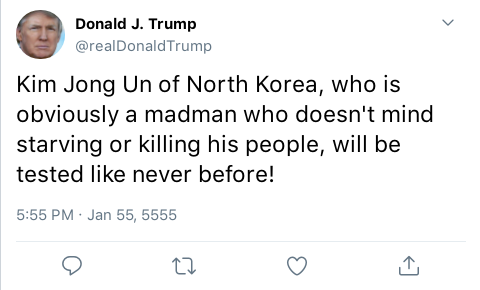 Donald J. Trump
@realDonaldTrump
Kim Jong Un of North Korea, who is
obviously a madman who doesn't mind
starving or killing his people, will be
tested like never before!
5:55 PM · Jan 55, 5555